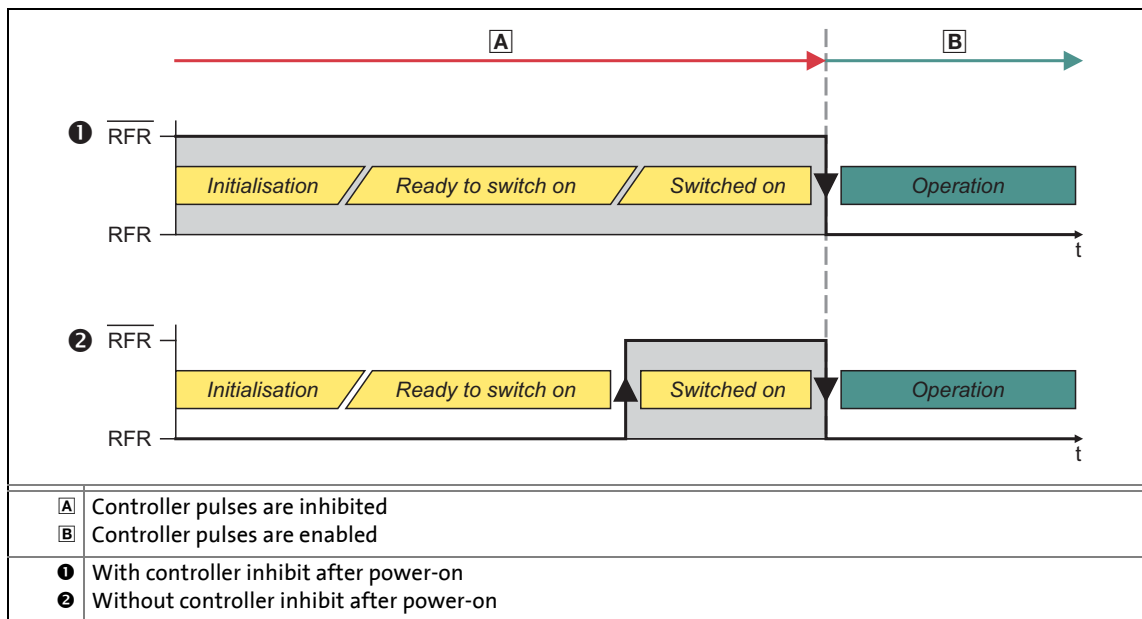 A B
❶ R̅F̅R̅
Initialisation Ready to switch on Switched on Operation
RFR
t
❷ R̅F̅R̅
Initialisation Ready to switch on Switched on Operation
RFR
t
A Controller pulses are inhibited
B Controller pulses are enabled
❶ With controller inhibit after power-on
❷ Without controller inhibit after power-on